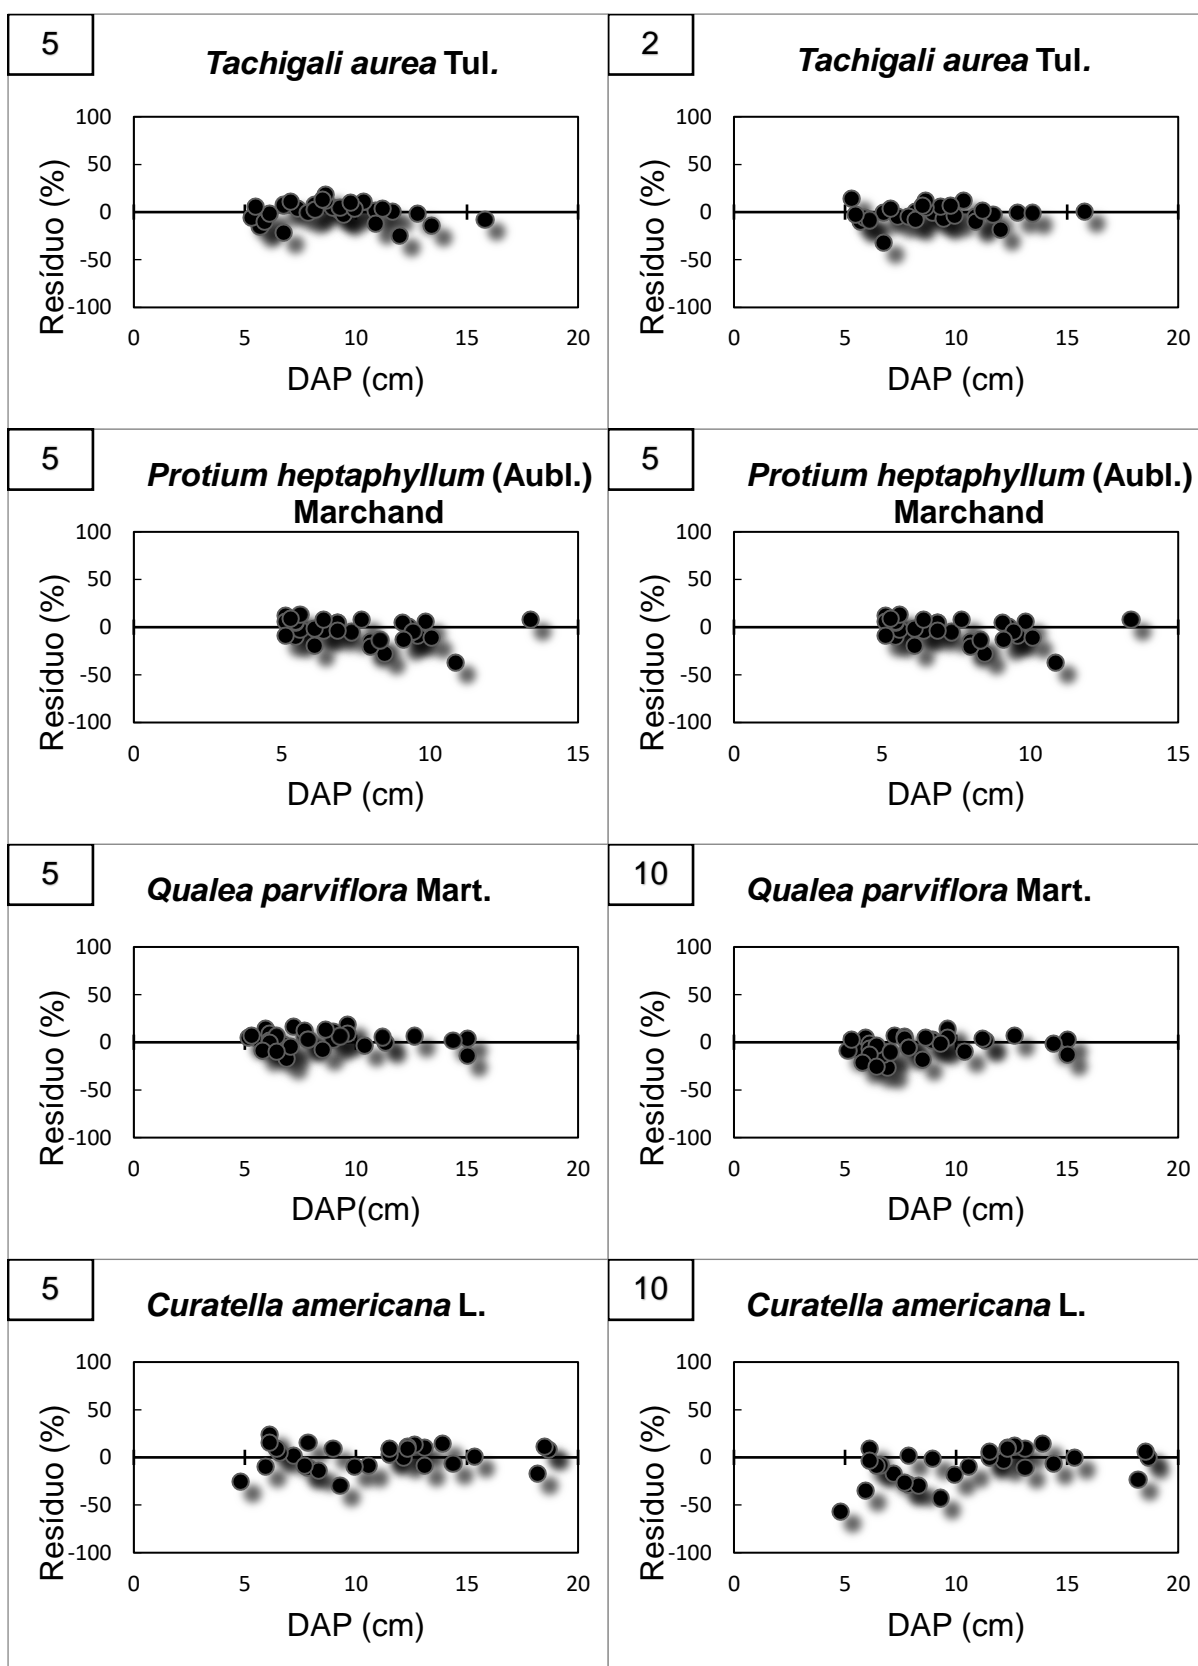 5
Tachigali aurea Tul.
100
50
0
-50
-100
Resíduo (%)
0 5 10 15 20
DAP (cm)
2
Tachigali aurea Tul.
100
50
0
-50
-100
Resíduo (%)
0 5 10 15 20
DAP (cm)
5
Protium heptaphyllum (Aubl.)
Marchand
100
50
0
-50
-100
Resíduo (%)
0 5 10 15
DAP (cm)
5
Protium heptaphyllum (Aubl.)
Marchand
100
50
0
-50
-100
Resíduo (%)
0 5 10 15
DAP (cm)
5
Qualea parviflora Mart.
100
50
0
-50
-100
Resíduo (%)
0 5 10 15 20
DAP(cm)
10
Qualea parviflora Mart.
100
50
0
-50
-100
Resíduo (%)
0 5 10 15 20
DAP (cm)
5
Curatella americana L.
100
50
0
-50
-100
Resíduo (%)
0 5 10 15 20
DAP (cm)
10
Curatella americana L.
100
50
0
-50
-100
Resíduo (%)
0 5 10 15 20
DAP (cm)